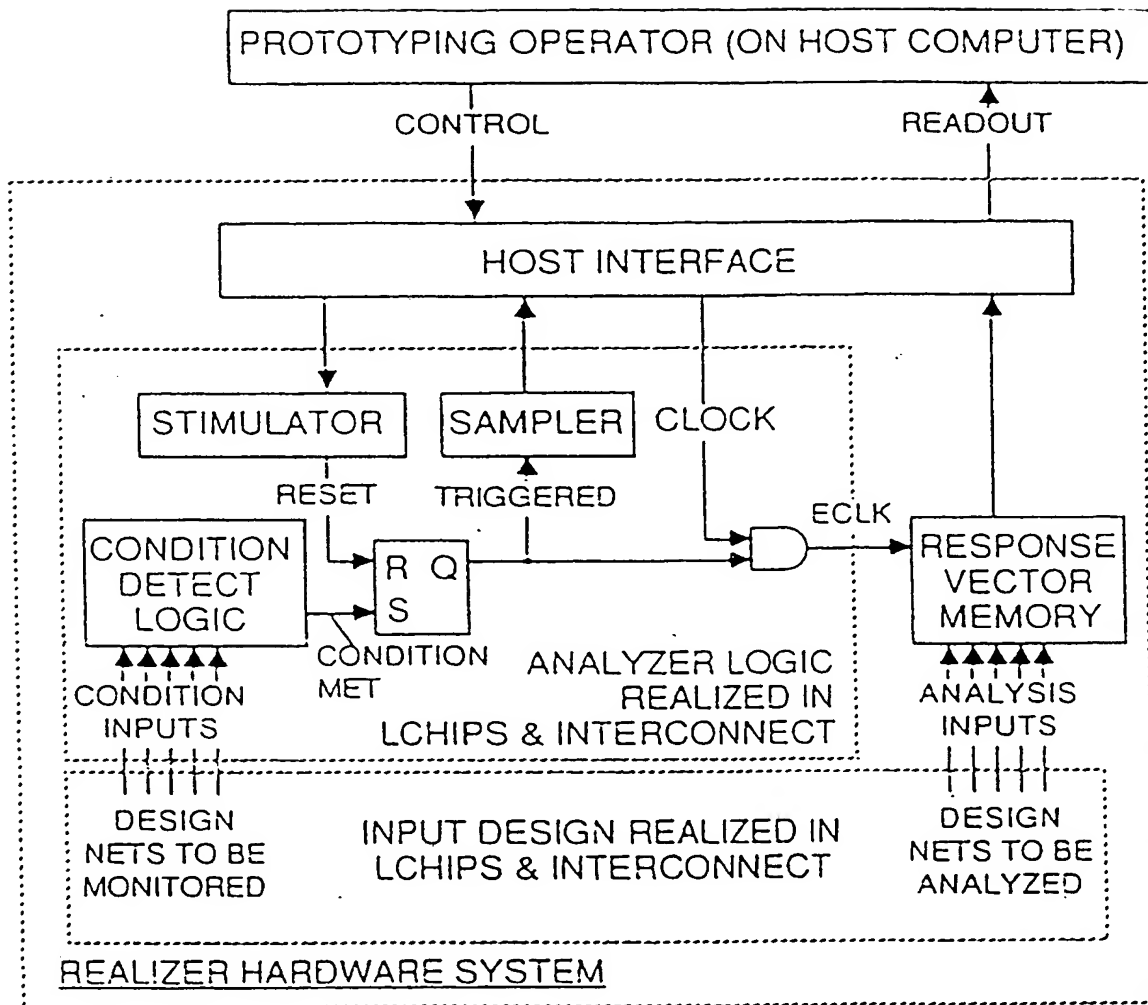 PROTOTYPING OPERATOR (ON HOST COMPUTER)
CONTROL
READOUT
HOST INTERFACE
STIMULATOR
SAMPLER
CLOCK
RESET
TRIGGERED
ECLK
CONDITION
DETECT
LOGIC
R Q
S
RESPONSE
VECTOR
MEMORY
CONDITION
MET
CONDITION
INPUTS
ANALYZER LOGIC
REALIZED IN
LCHIPS & INTERCONNECT
ANALYSIS
INPUTS
DESIGN
NETS TO BE
MONITORED
INPUT DESIGN REALIZED IN
LCHIPS & INTERCONNECT
DESIGN
NETS TO BE
ANALYZED
REALIZER HARDWARE SYSTEM